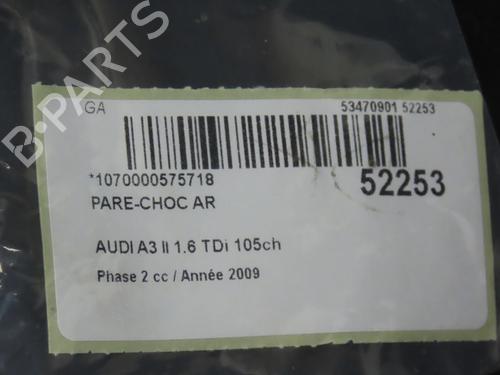 B-PARTS
GA
53470901 52253
*1070000575718
52253
PARE-CHOC AR
AUDI A3 II 1.6 TDi 105ch
Phase 2 cc / Année 2009